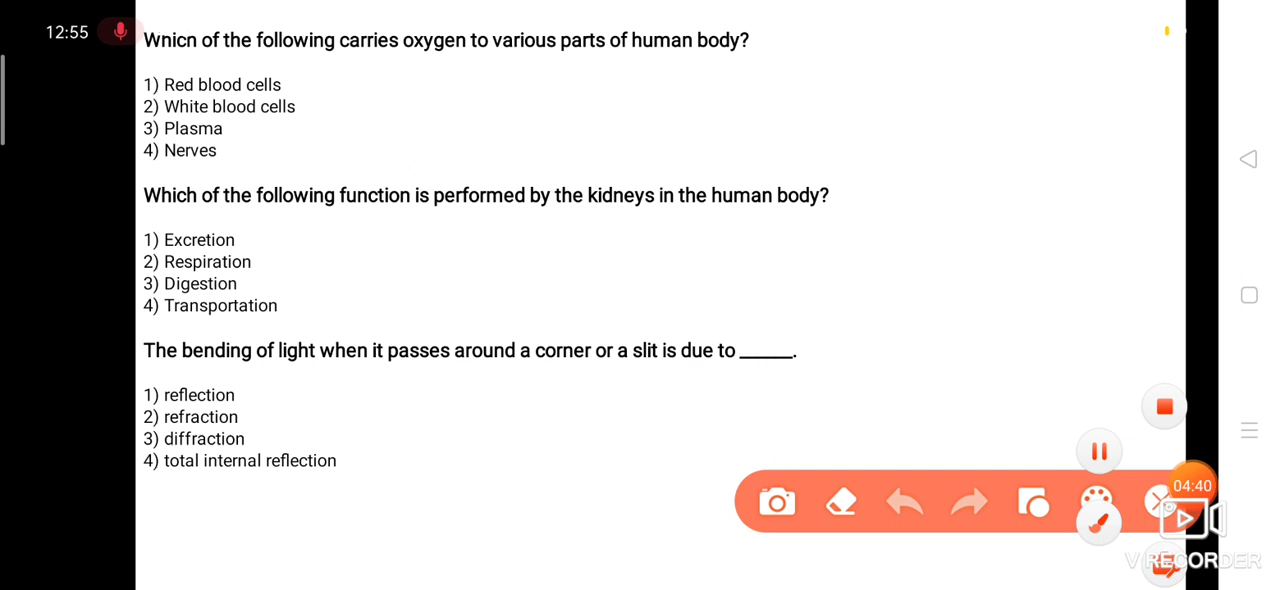 12:55
Which of the following carries oxygen to various parts of human body?
1) Red blood cells
2) White blood cells
3) Plasma
4) Nerves
Which of the following function is performed by the kidneys in the human body?
1) Excretion
2) Respiration
3) Digestion
4) Transportation
The bending of light when it passes around a corner or a slit is due to ______.
1) reflection
2) refraction
3) diffraction
4) total internal reflection
04:40
V RECORDER